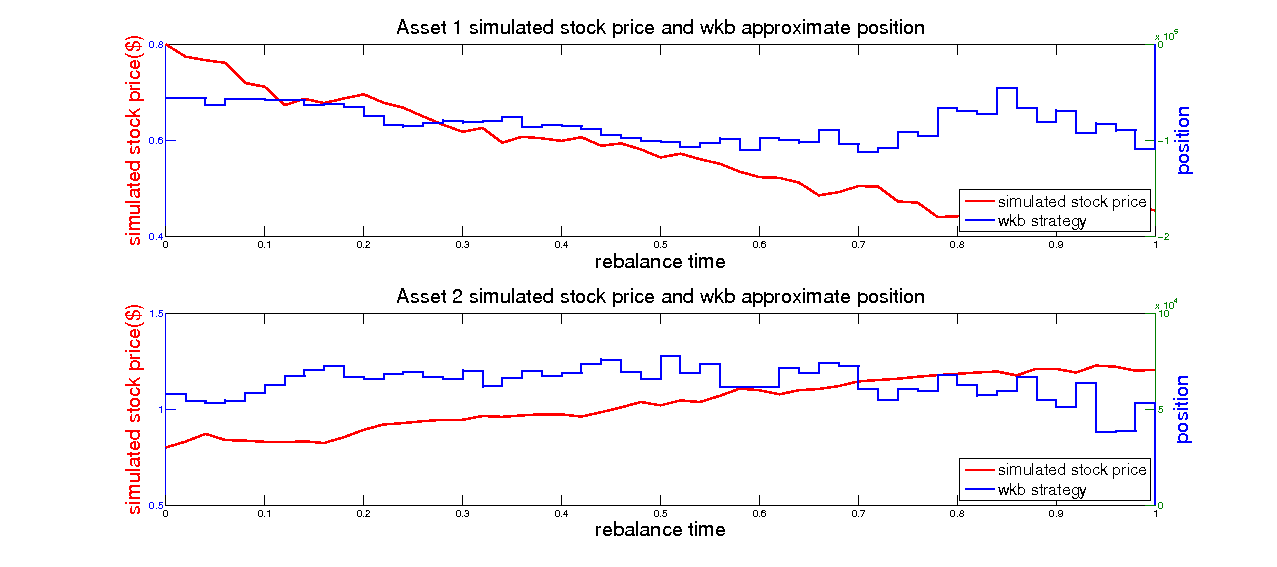 Asset 1 simulated stock price and wkb approximate position
x 10^5
simulated stock price($)
0.8
0.6
0.4
0
-1
-2
position
simulated stock price
wkb strategy
0 0.1 0.2 0.3 0.4 0.5 0.6 0.7 0.8 0.9 1
rebalance time
Asset 2 simulated stock price and wkb approximate position
x 10^4
simulated stock price($)
1.5
1
0.5
10
5
0
position
simulated stock price
wkb strategy
0 0.1 0.2 0.3 0.4 0.5 0.6 0.7 0.8 0.9 1
rebalance time